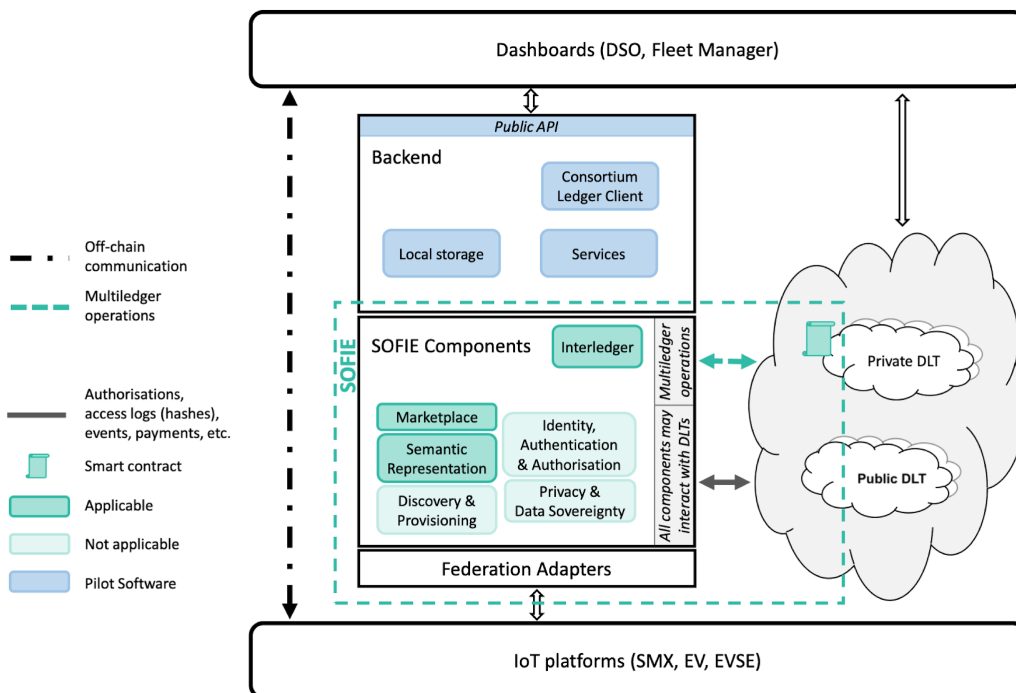 Dashboards (DSO, Fleet Manager)
Public API
Backend
Consortium
Ledger Client
Local storage
Services
Off-chain
communication
Multiledger
operations
Authorisations,
access logs (hashes),
events, payments, etc.
Smart contract
Applicable
Not applicable
Pilot Software
SOFIE
SOFIE Components
Interledger
Marketplace
Semantic
Representation
Identity,
Authentication
& Authorisation
Discovery &
Provisioning
Privacy &
Data Sovereignty
Multiledger
operations
All components may
interact with DLTs
Private DLT
Public DLT
Federation Adapters
IoT platforms (SMX, EV, EVSE)